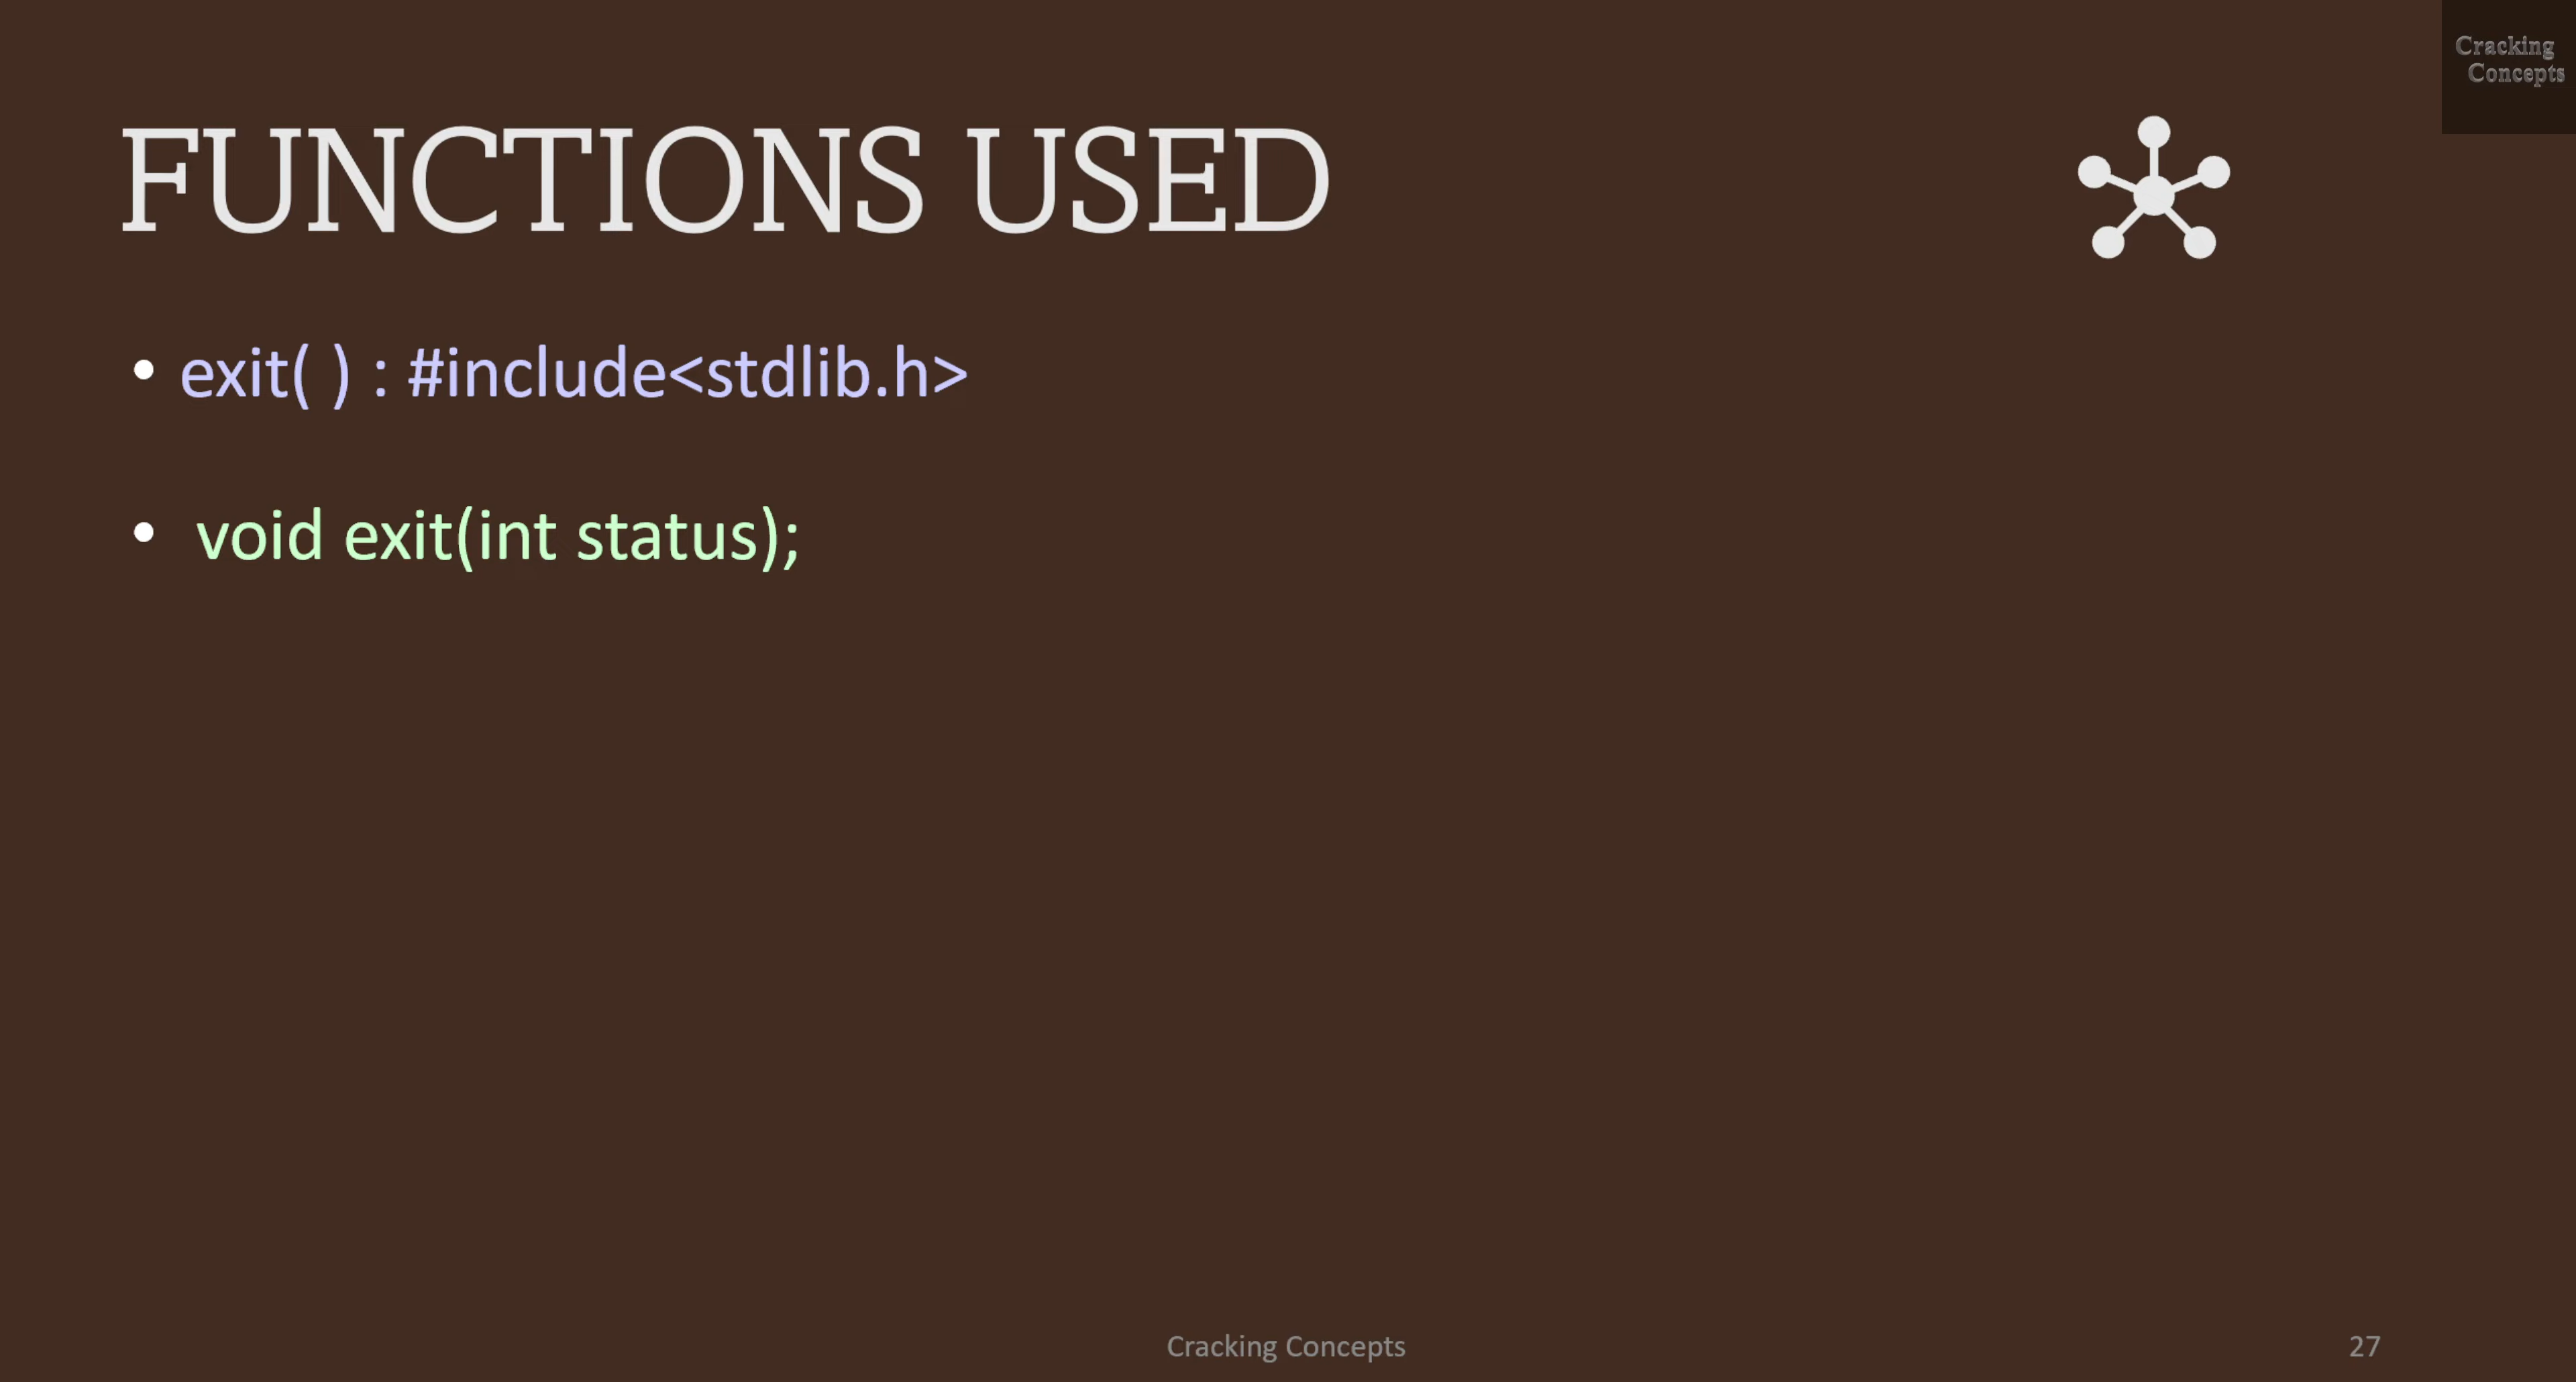 Cracking
Concepts
FUNCTIONS USED
• exit( ) : #include<stdlib.h>
• void exit(int status);
Cracking Concepts
27